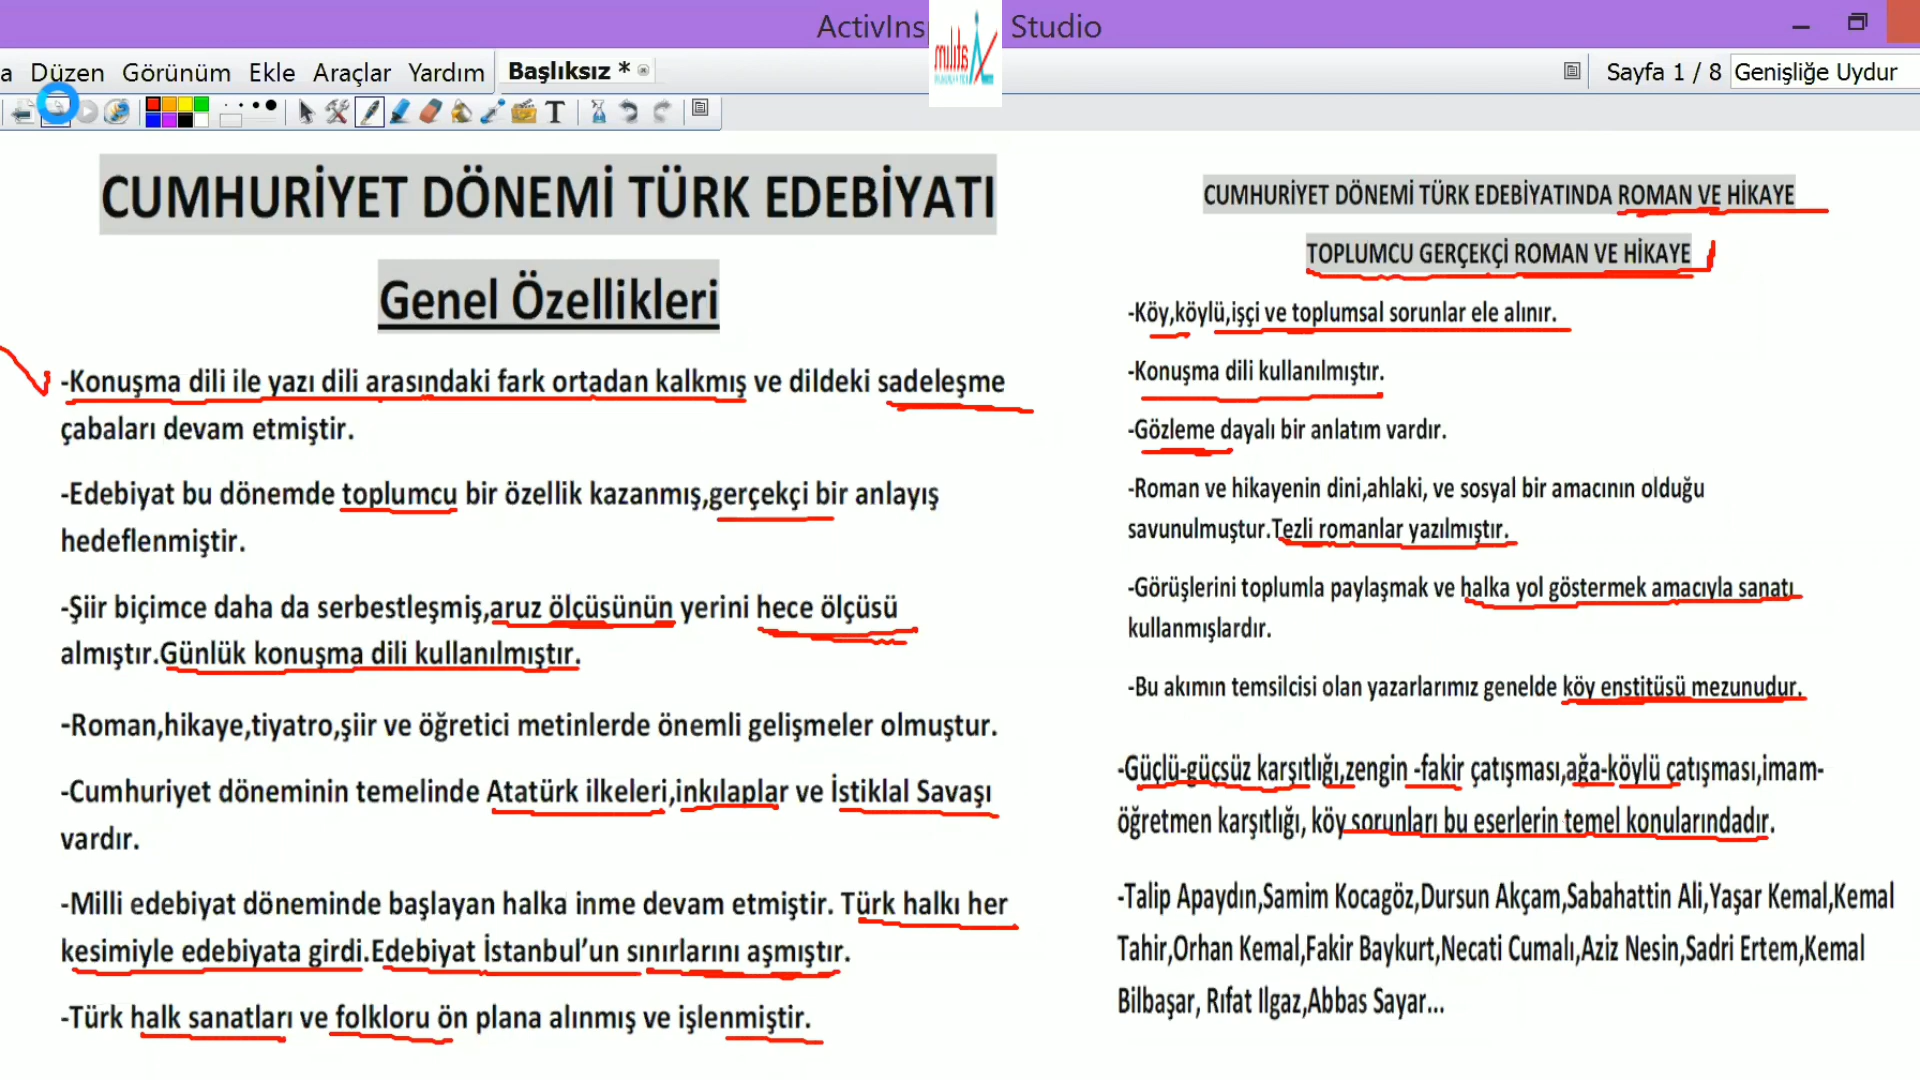 ActivIns
Studio
a Düzen Görünüm Ekle Araçlar Yardım
Başlıksız *
Sayfa 1 / 8
Genişliğe Uydur
CUMHURİYET DÖNEMİ TÜRK EDEBİYATI
Genel Özellikleri
-Konuşma dili ile yazı dili arasındaki fark ortadan kalkmış ve dildeki sadeleşme
çabaları devam etmiştir.
-Edebiyat bu dönemde toplumcu bir özellik kazanmış,gerçekçi bir anlayış
hedeflenmiştir.
-Şiir biçimce daha da serbestleşmiş,aruz ölçüsünün yerini hece ölçüsü
almıştır.Günlük konuşma dili kullanılmıştır.
-Roman,hikaye,tiyatro,şiir ve öğretici metinlerde önemli gelişmeler olmuştur.
-Cumhuriyet döneminin temelinde Atatürk ilkeleri,inkılaplar ve İstiklal Savaşı
vardır.
-Milli edebiyat döneminde başlayan halka inme devam etmiştir. Türk halkı her
kesimiyle edebiyata girdi.Edebiyat İstanbul’un sınırlarını aşmıştır.
-Türk halk sanatları ve folkloru ön plana alınmış ve işlenmiştir.
CUMHURİYET DÖNEMİ TÜRK EDEBİYATINDA ROMAN VE HİKAYE
TOPLUMCU GERÇEKÇİ ROMAN VE HİKAYE
-Köy,köylü,işçi ve toplumsal sorunlar ele alınır.
-Konuşma dili kullanılmıştır.
-Gözleme dayalı bir anlatım vardır.
-Roman ve hikayenin dini,ahlaki, ve sosyal bir amacının olduğu
savunulmuştur.Tezli romanlar yazılmıştır.
-Görüşlerini toplumla paylaşmak ve halka yol göstermek amacıyla sanatı
kullanmışlardır.
-Bu akımın temsilcisi olan yazarlarımız genelde köy enstitüsü mezunudur.
-Güçlü-güçsüz karşıtlığı,zengin -fakir çatışması,ağa-köylü çatışması,imam-
öğretmen karşıtlığı, köy sorunları bu eserlerin temel konularındadır.
-Talip Apaydın,Samim Kocagöz,Dursun Akçam,Sabahattin Ali,Yaşar Kemal,Kemal
Tahir,Orhan Kemal,Fakir Baykurt,Necati Cumalı,Aziz Nesin,Sadri Ertem,Kemal
Bilbaşar, Rıfat Ilgaz,Abbas Sayar...